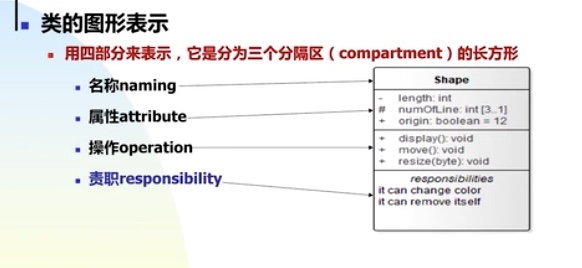 类的图形表示
用四部分来表示，它是分为三个分隔区（compartment）的长方形
名称naming
属性attribute
操作operation
责职responsibility
Shape
- length: int
# numOfLine: int [3..1]
+ origin: boolean = 12
+ display(): void
+ move(): void
+ resize(byte): void
responsibilities
it can change color
it can remove itself